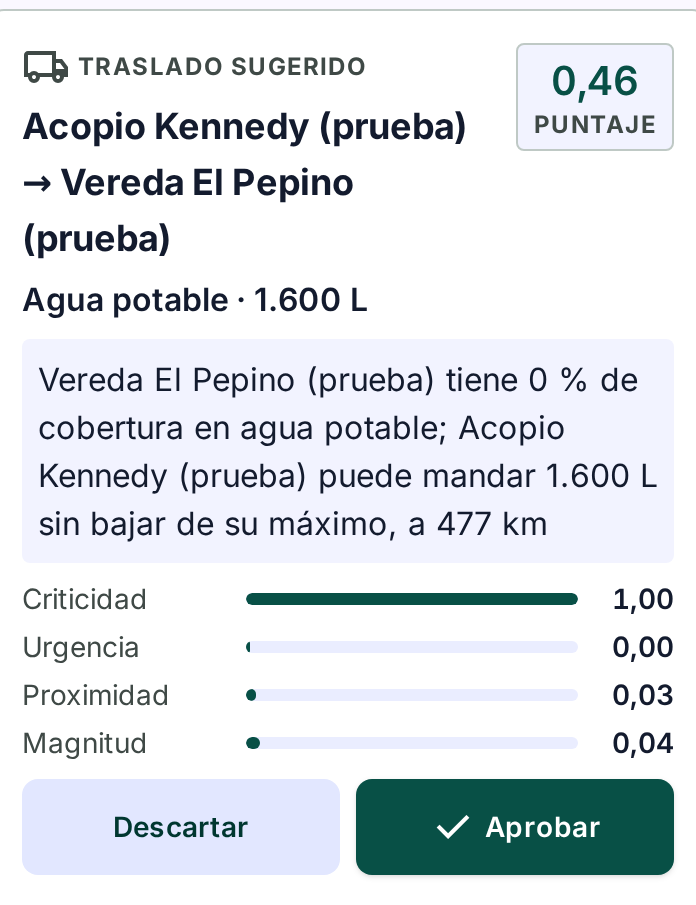 TRASLADO SUGERIDO
0,46
PUNTAJE
Acopio Kennedy (prueba)
→ Vereda El Pepino
(prueba)
Agua potable · 1.600 L
Vereda El Pepino (prueba) tiene 0 % de
cobertura en agua potable; Acopio
Kennedy (prueba) puede mandar 1.600 L
sin bajar de su máximo, a 477 km
Criticidad 1,00
Urgencia 0,00
Proximidad 0,03
Magnitud 0,04
Descartar
Aprobar